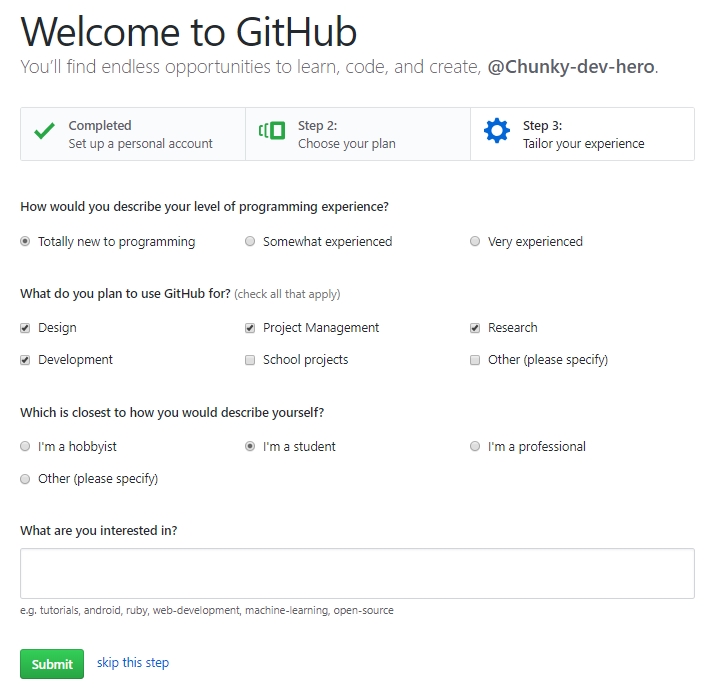 Welcome to GitHub
You'll find endless opportunities to learn, code, and create, @Chunky-dev-hero.
Completed
Set up a personal account
Step 2:
Choose your plan
Step 3:
Tailor your experience
How would you describe your level of programming experience?
Totally new to programming Somewhat experienced Very experienced
What do you plan to use GitHub for? (check all that apply)
Design Project Management Research
Development School projects Other (please specify)
Which is closest to how you would describe yourself?
I'm a hobbyist I'm a student I'm a professional
Other (please specify)
What are you interested in?
e.g. tutorials, android, ruby, web-development, machine-learning, open-source
Submit skip this step